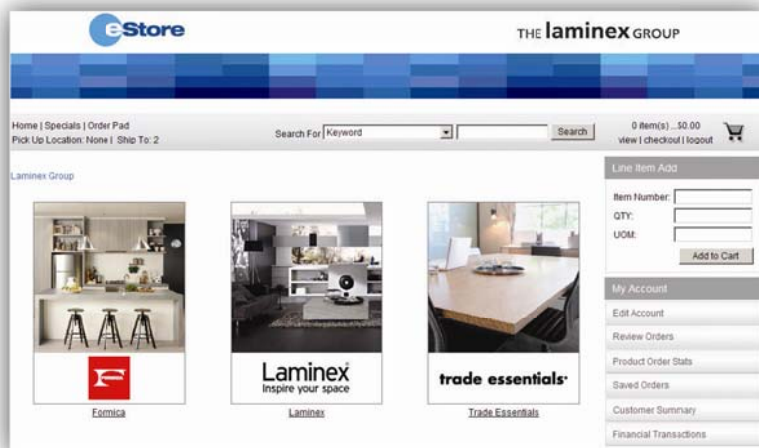 eStore
THE laminex GROUP
Home | Specials | Order Pad
Pick Up Location: None | Ship To: 2
Search For Keyword Search
0 item(s) ...$0.00
view | checkout | logout
Laminex Group
Line Item Add
Item Number:
QTY:
UOM:
Add to Cart
My Account
Edit Account
Review Orders
Product Order Stats
Saved Orders
Customer Summary
Financial Transactions
F
Formica
Laminex
Inspire your space
Laminex
trade essentials
Trade Essentials